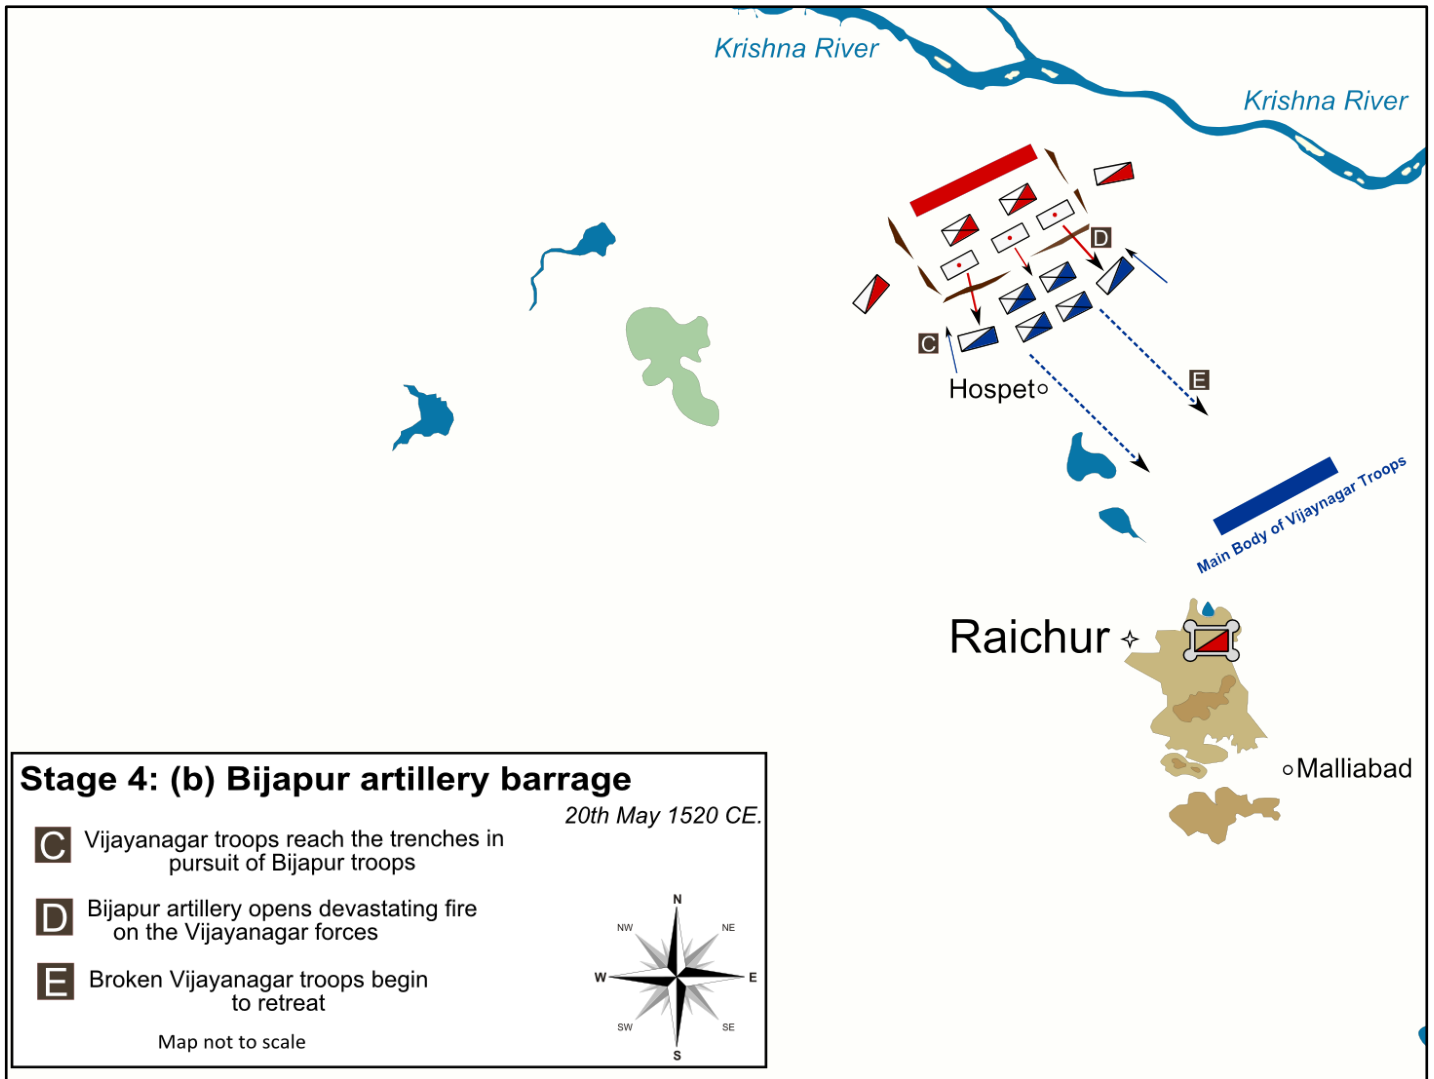 Krishna River
Krishna River
D
C
E
Hospet
Main Body of Vijaynagar Troops
Raichur
Malliabad
Stage 4: (b) Bijapur artillery barrage
20th May 1520 CE.
C
Vijayanagar troops reach the trenches in
pursuit of Bijapur troops
D
Bijapur artillery opens devastating fire
on the Vijayanagar forces
E
Broken Vijayanagar troops begin
to retreat
Map not to scale
N
NW
NE
W
E
SW
SE
S